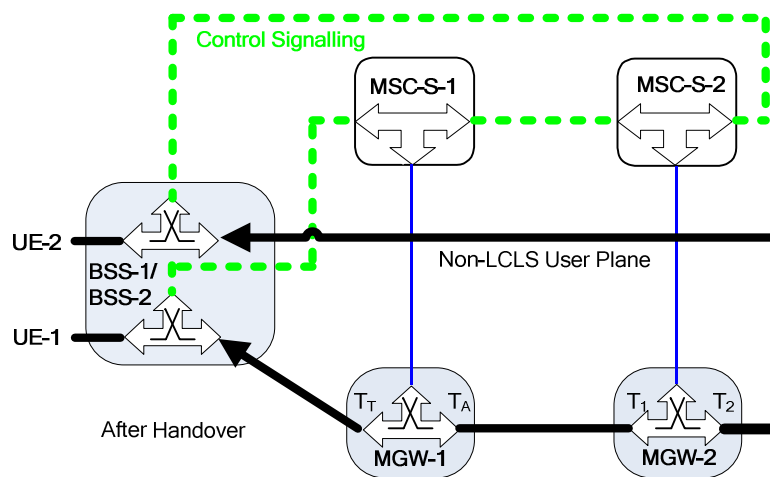 Control Signalling
MSC-S-1
MSC-S-2
UE-2
BSS-1/
BSS-2
Non-LCLS User Plane
UE-1
After Handover
TT
TA
MGW-1
T1
T2
MGW-2